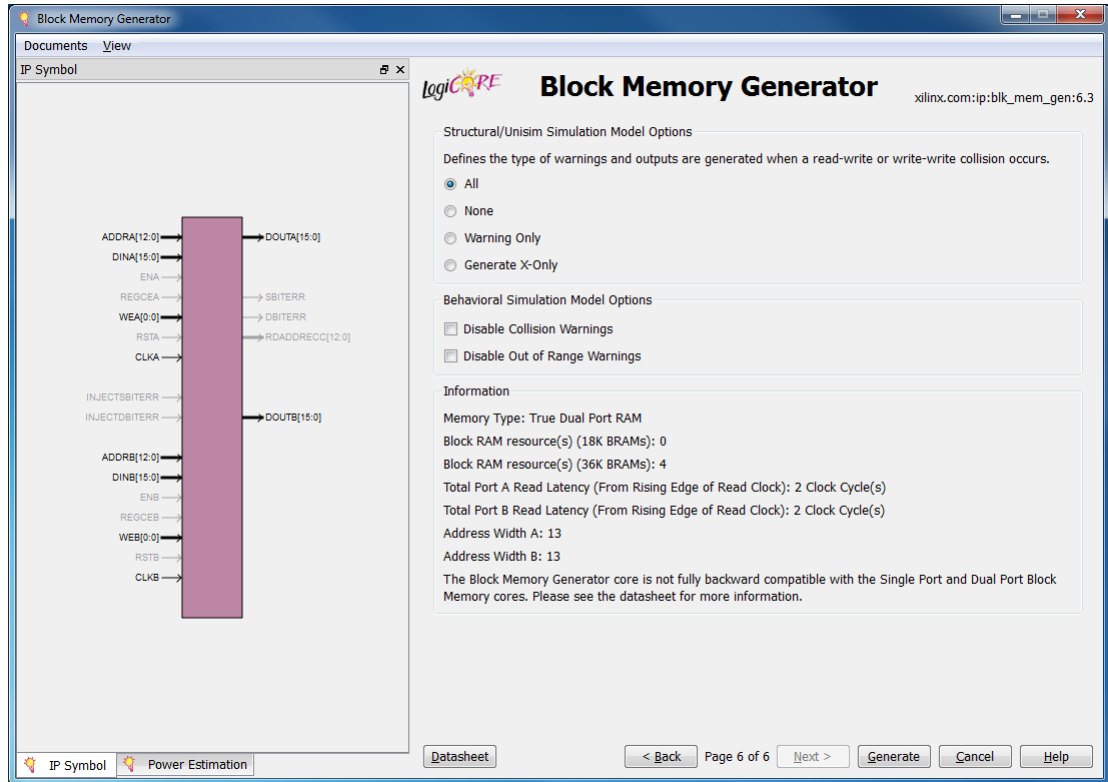 Block Memory Generator
Documents View
IP Symbol
ADDRA[12:0]
DINA[15:0]
ENA
REGCEA
WEA[0:0]
RSTA
CLKA
INJECTSBITERR
INJECTDBITERR
ADDRB[12:0]
DINB[15:0]
ENB
REGCEB
WEB[0:0]
RSTB
CLKB
DOUTA[15:0]
SBITERR
DBITERR
RDADDRECC[12:0]
DOUTB[15:0]
IP Symbol Power Estimation
LogiCORE
Block Memory Generator
xilinx.com:ip:blk_mem_gen:6.3
Structural/Unisim Simulation Model Options
Defines the type of warnings and outputs are generated when a read-write or write-write collision occurs.
All
None
Warning Only
Generate X-Only
Behavioral Simulation Model Options
Disable Collision Warnings
Disable Out of Range Warnings
Information
Memory Type: True Dual Port RAM
Block RAM resource(s) (18K BRAMs): 0
Block RAM resource(s) (36K BRAMs): 4
Total Port A Read Latency (From Rising Edge of Read Clock): 2 Clock Cycle(s)
Total Port B Read Latency (From Rising Edge of Read Clock): 2 Clock Cycle(s)
Address Width A: 13
Address Width B: 13
The Block Memory Generator core is not fully backward compatible with the Single Port and Dual Port Block
Memory cores. Please see the datasheet for more information.
Datasheet < Back Page 6 of 6 Next > Generate Cancel Help